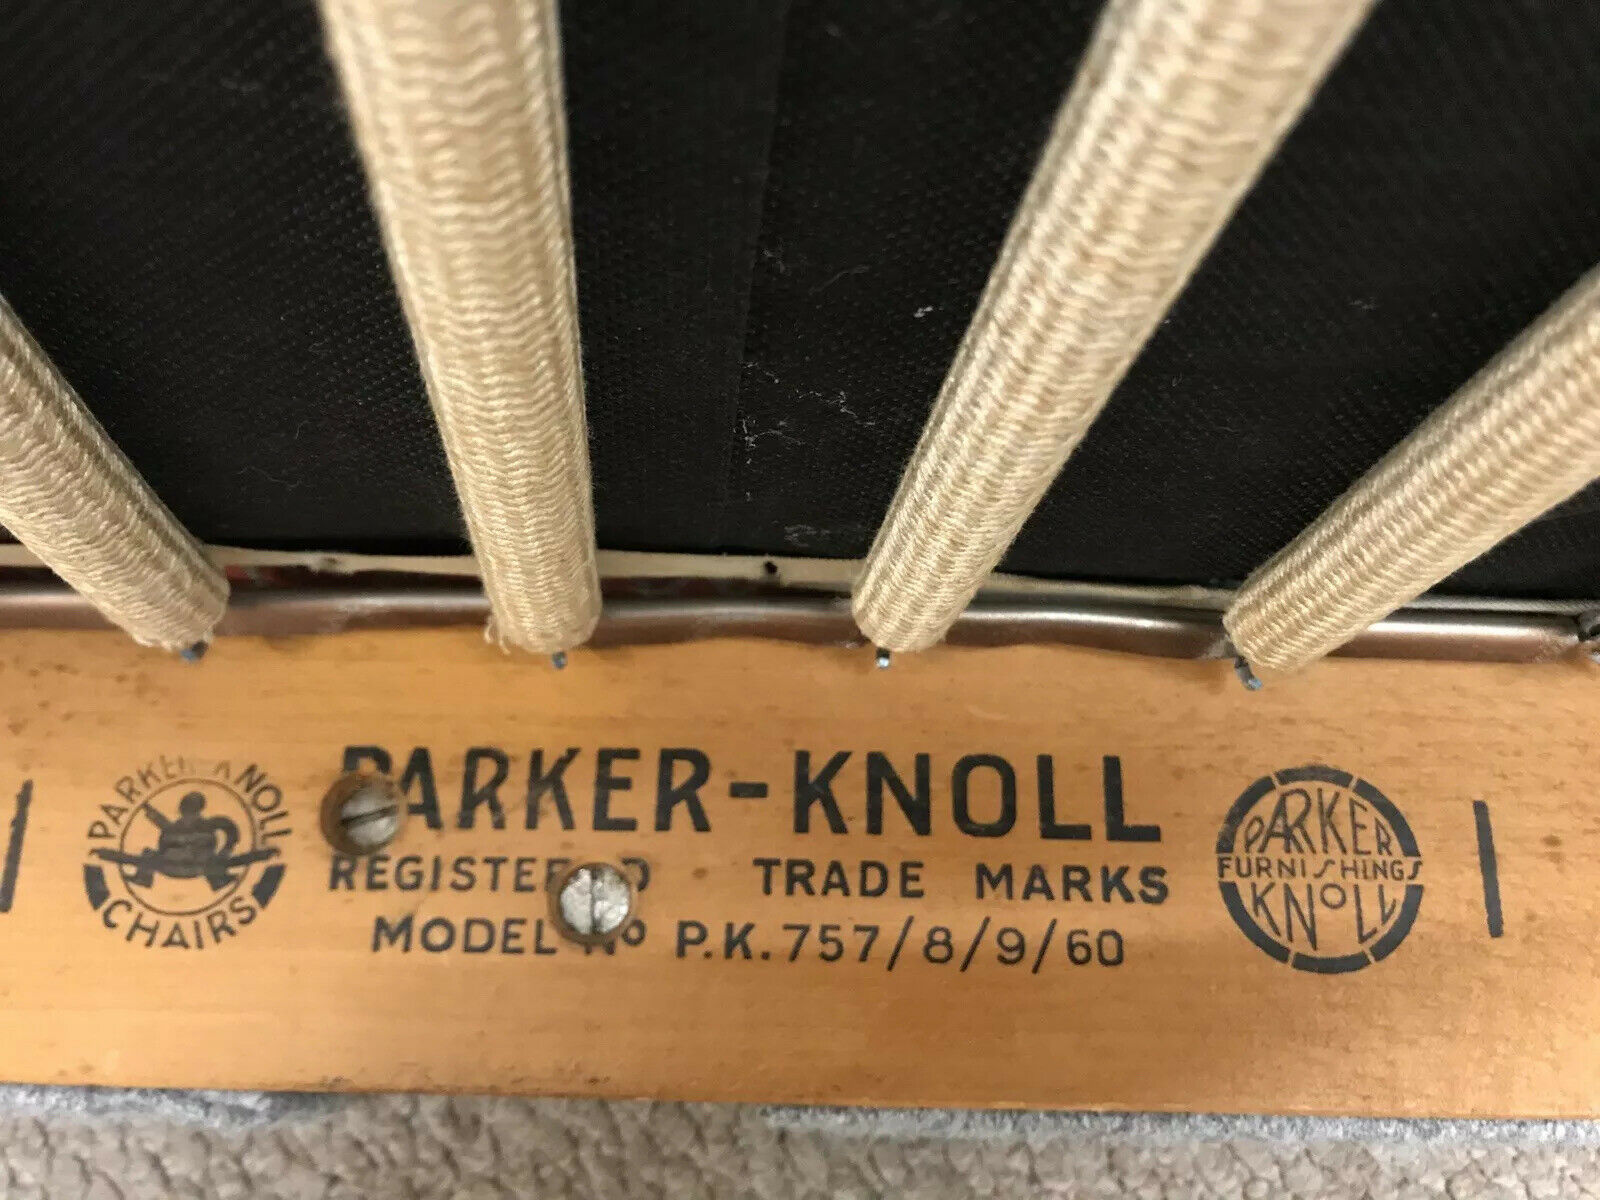 PARKER-KNOLL
CHAIRS
PARKER-KNOLL
REGISTERED TRADE MARKS
MODEL No P.K.757/8/9/60
PARKER
FURNISHINGS
KNOLL